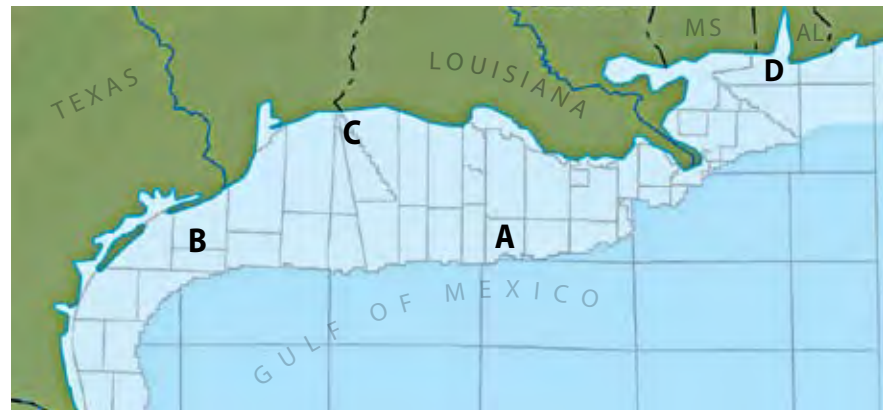 MS
AL
LOUISIANA
D
TEXAS
C
B
A
GULF OF MEXICO